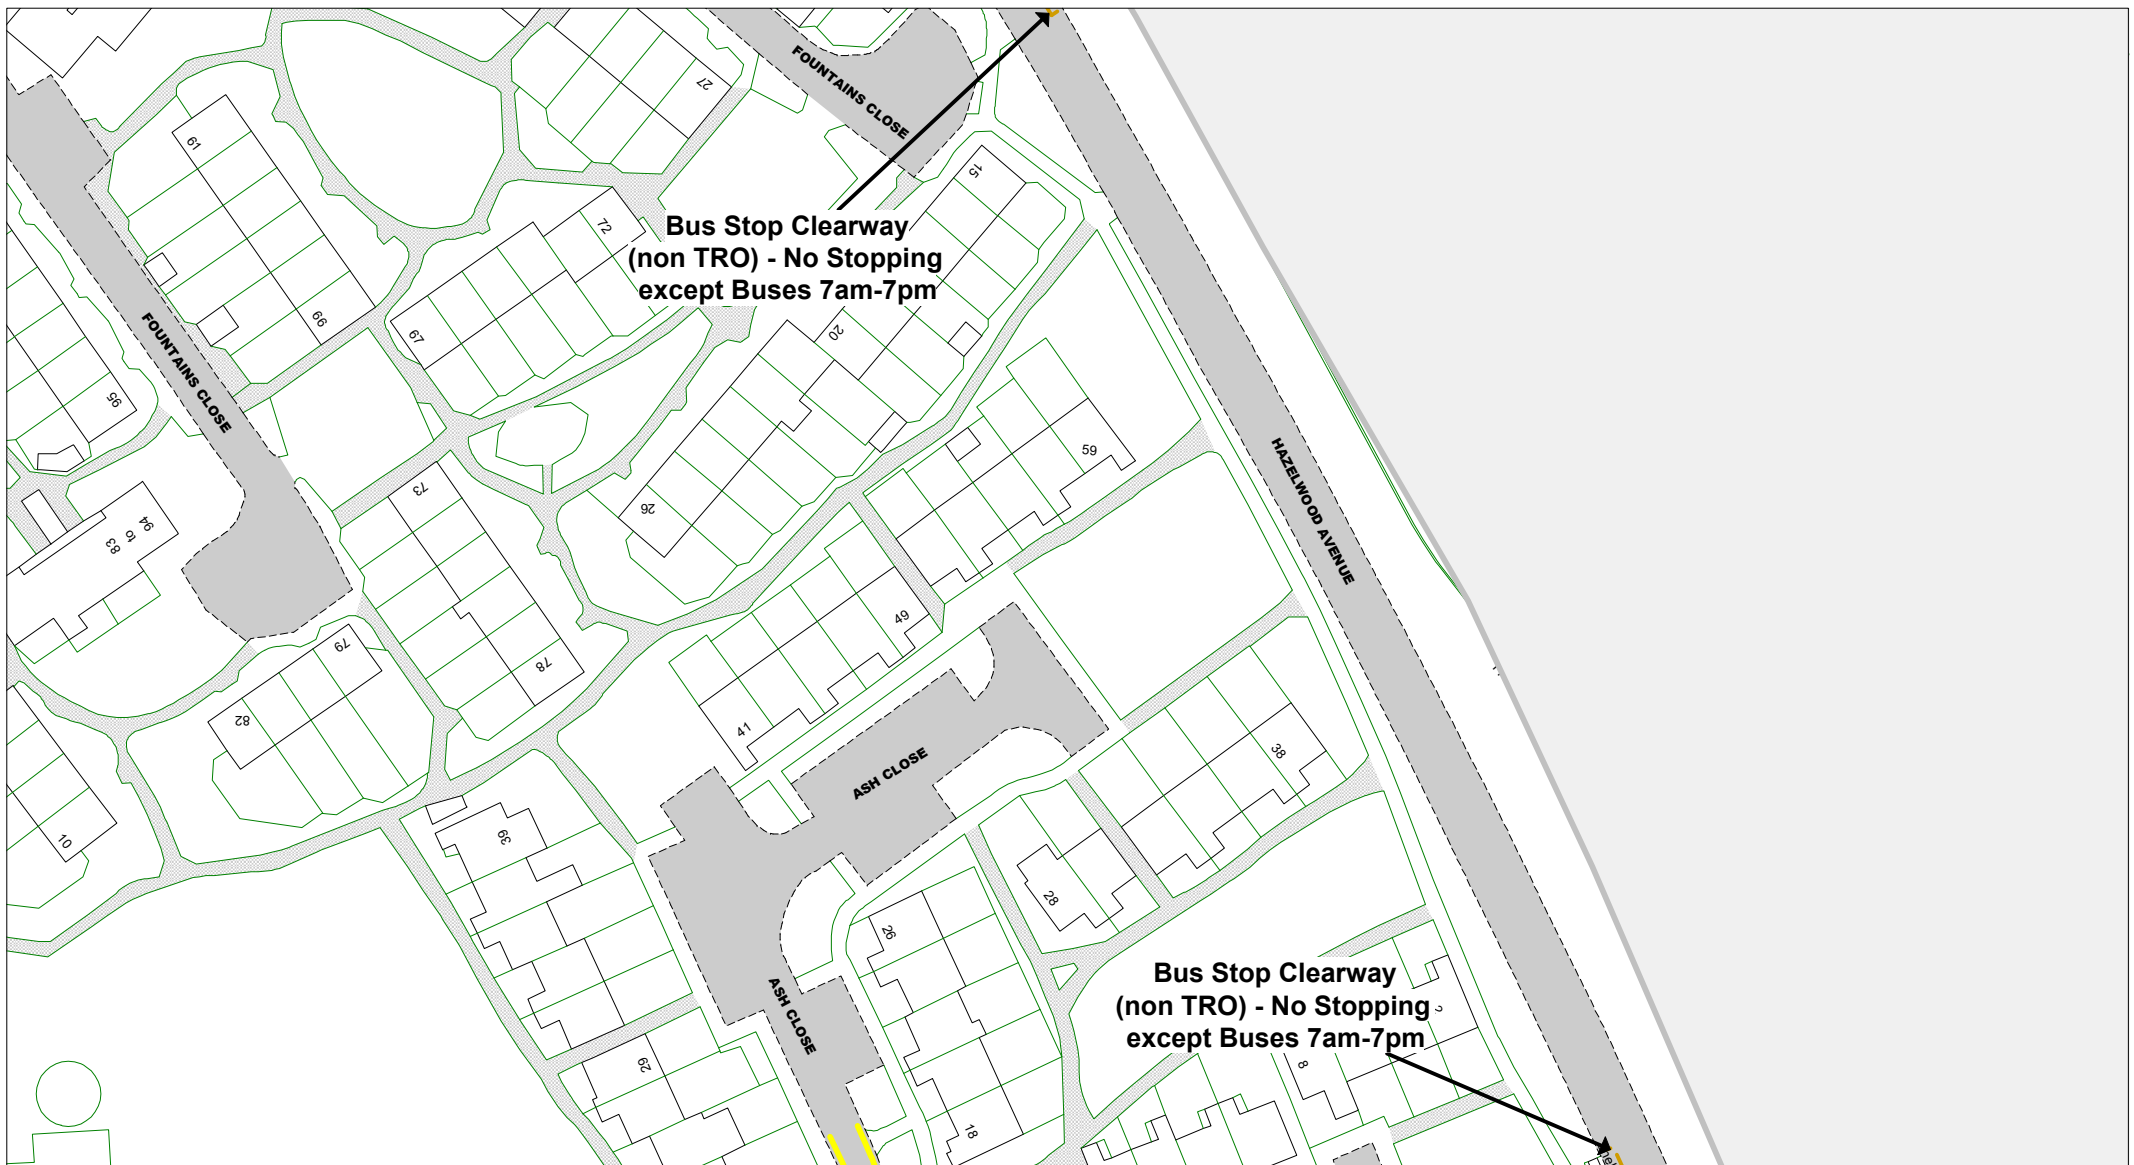 FOUNTAINS CLOSE
27
61
15
Bus Stop Clearway
(non TRO) - No Stopping
except Buses 7am-7pm
72
66
67
20
FOUNTAINS CLOSE
95
59
HAZELWOOD AVENUE
73
26
94
to
83
49
79
78
82
41
38
ASH CLOSE
10
39
28
26
Bus Stop Clearway
(non TRO) - No Stopping
except Buses 7am-7pm
2
ASH CLOSE
29
8
18